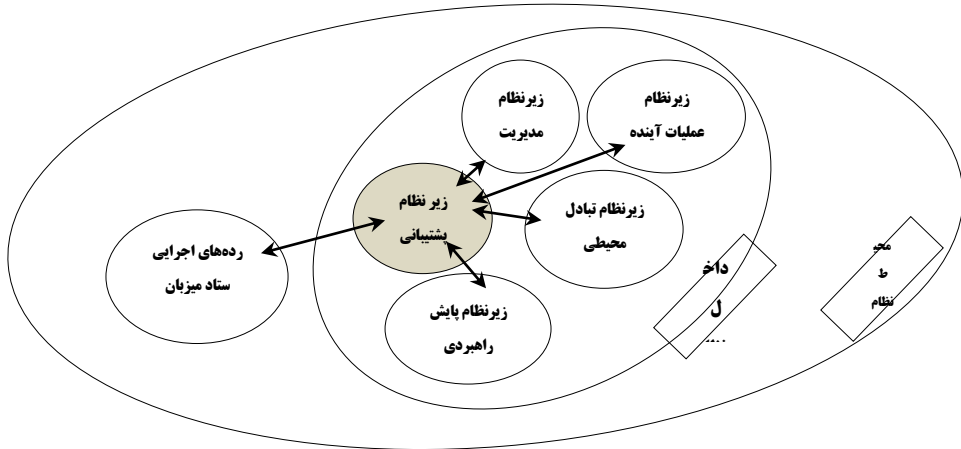 زیرنظام
مدیریت
زیرنظام
عملیات آینده
زیر نظام
پشتیبانی
زیرنظام تبادل
محیطی
رده‌های اجرایی
ستاد میزبان
زیرنظام پایش
راهبردی
داخ
ل
محی
ط
نظام